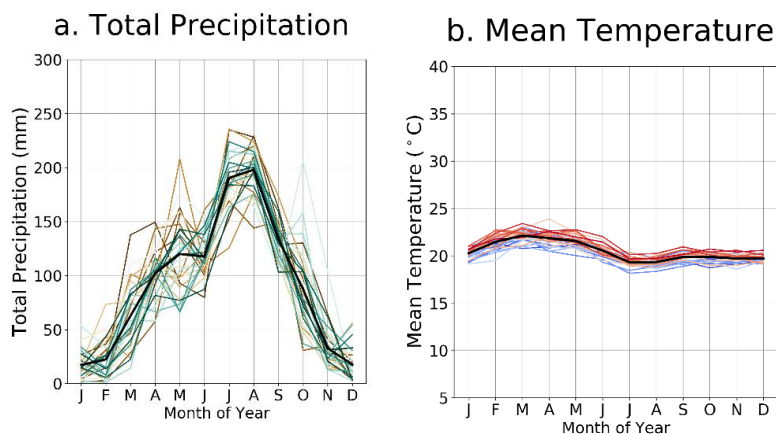 a. Total Precipitation
300
250
200
150
100
50
0
Total Precipitation (mm)
J F M A M J J A S O N D
Month of Year
b. Mean Temperature
40
35
30
25
20
15
10
5
Mean Temperature (°C)
J F M A M J J A S O N D
Month of Year